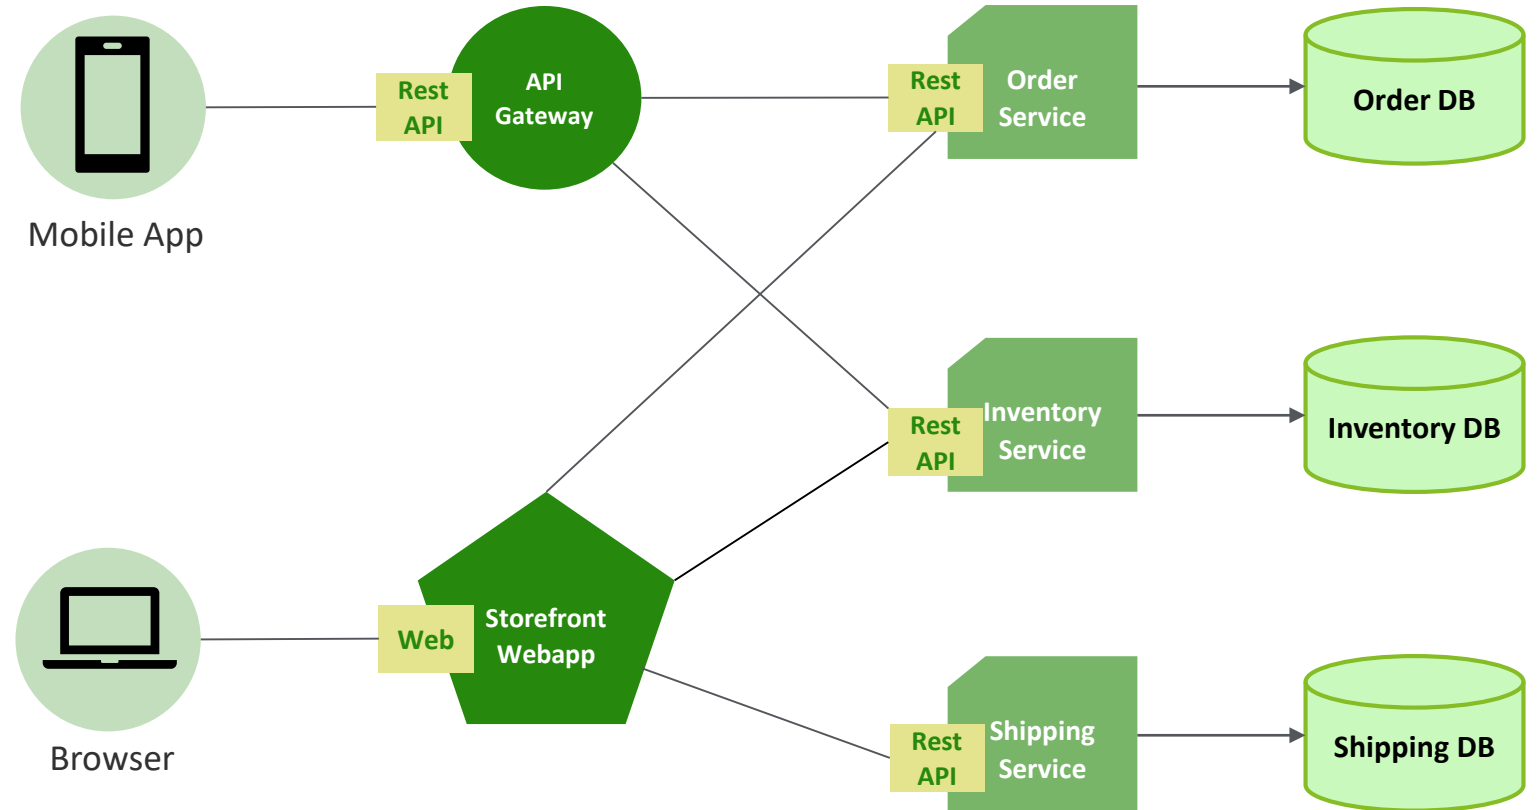 Mobile App
Rest
API
API
Gateway
Rest
API
Order
Service
Order DB
Rest
API
Inventory
Service
Inventory DB
Browser
Web
Storefront
Webapp
Rest
API
Shipping
Service
Shipping DB